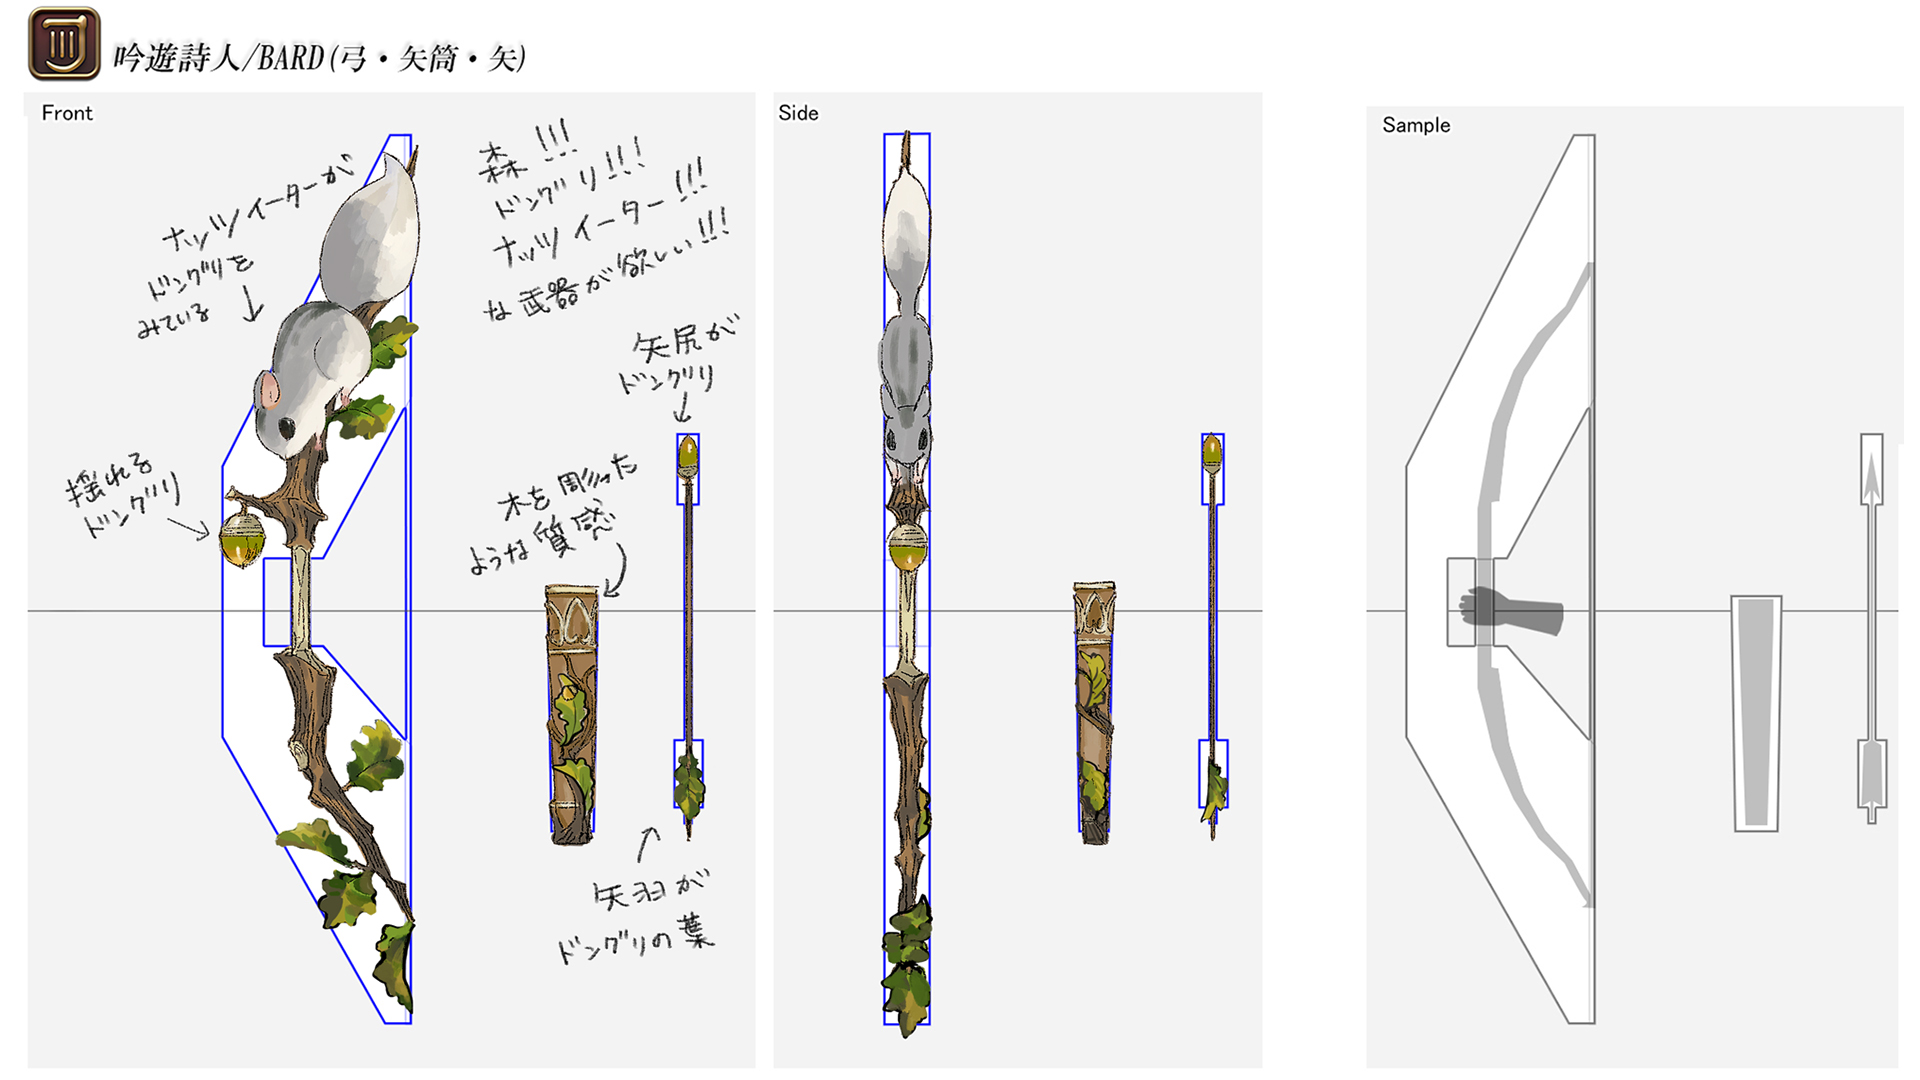 吟遊詩人/BARD(弓・矢筒・矢)
Front
ナッツイーターが
ドングリを
みている
森!!!
ドングリ!!!
ナッツイーター!!!
な武器が欲しい!!!
矢尻が
ドングリ
揺れる
ドングリ
木を彫った
ような質感
矢羽が
ドングリの葉
Side
Sample